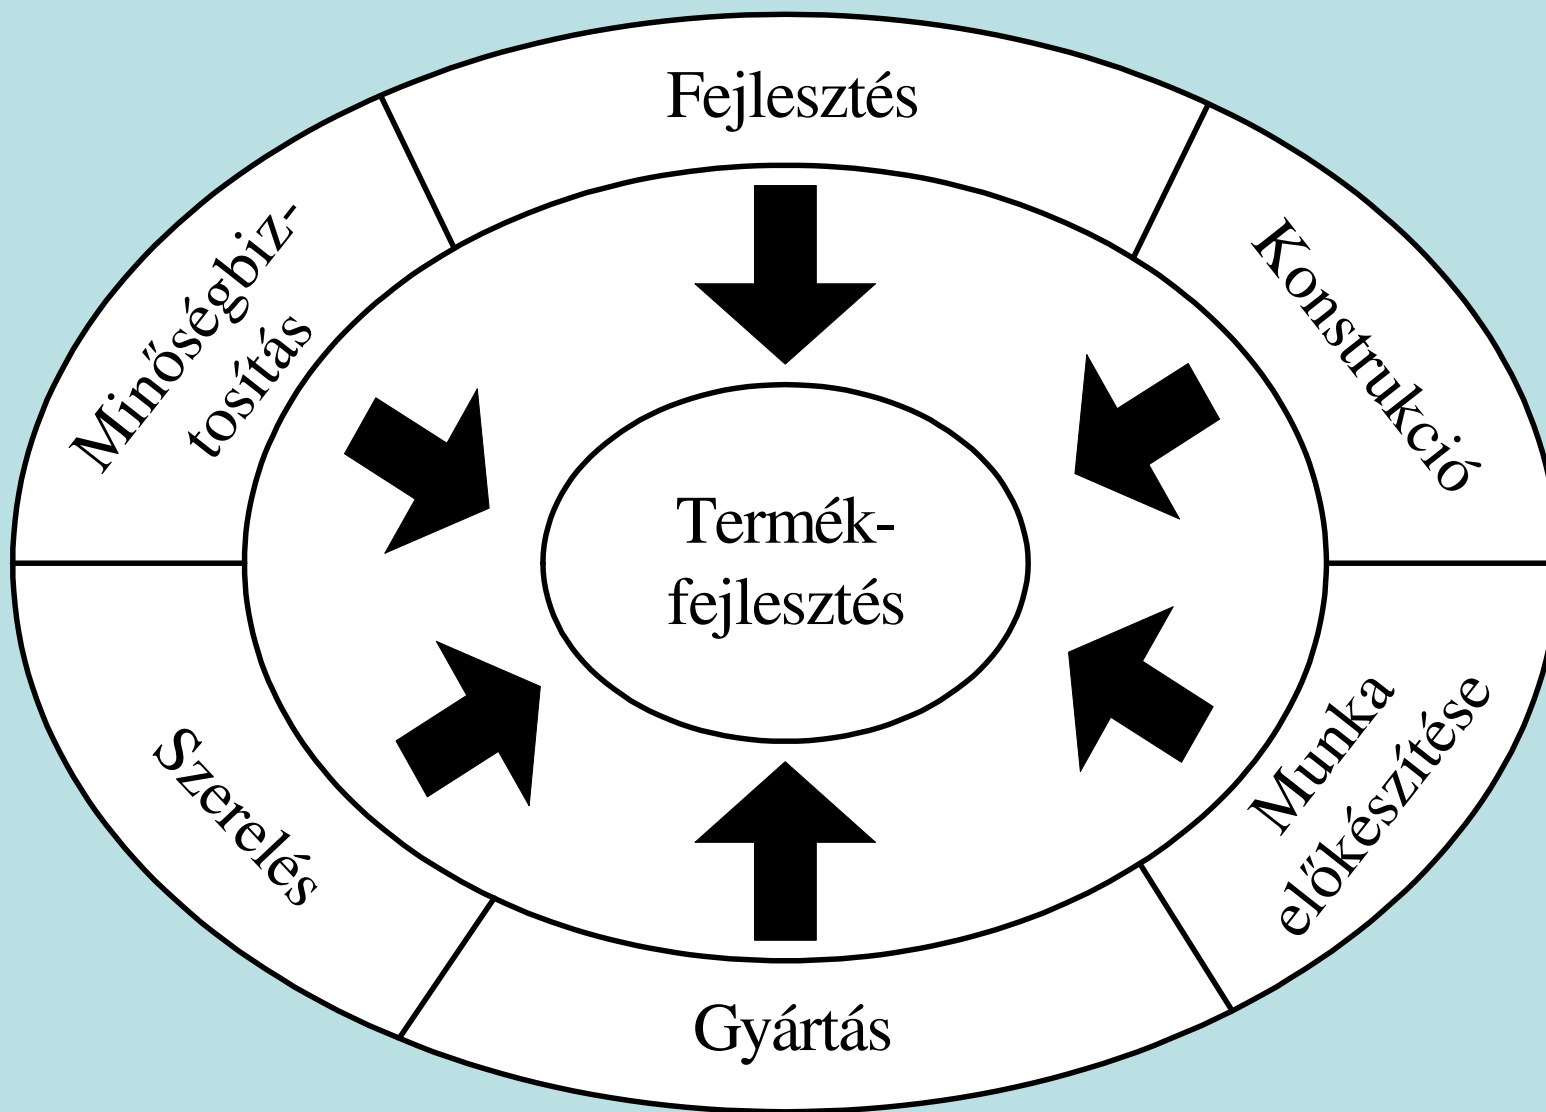 Fejlesztés
Konstrukció
Munka
előkészítése
Gyártás
Szerelés
Minőségbiz-
tosítás
Termék-
fejlesztés